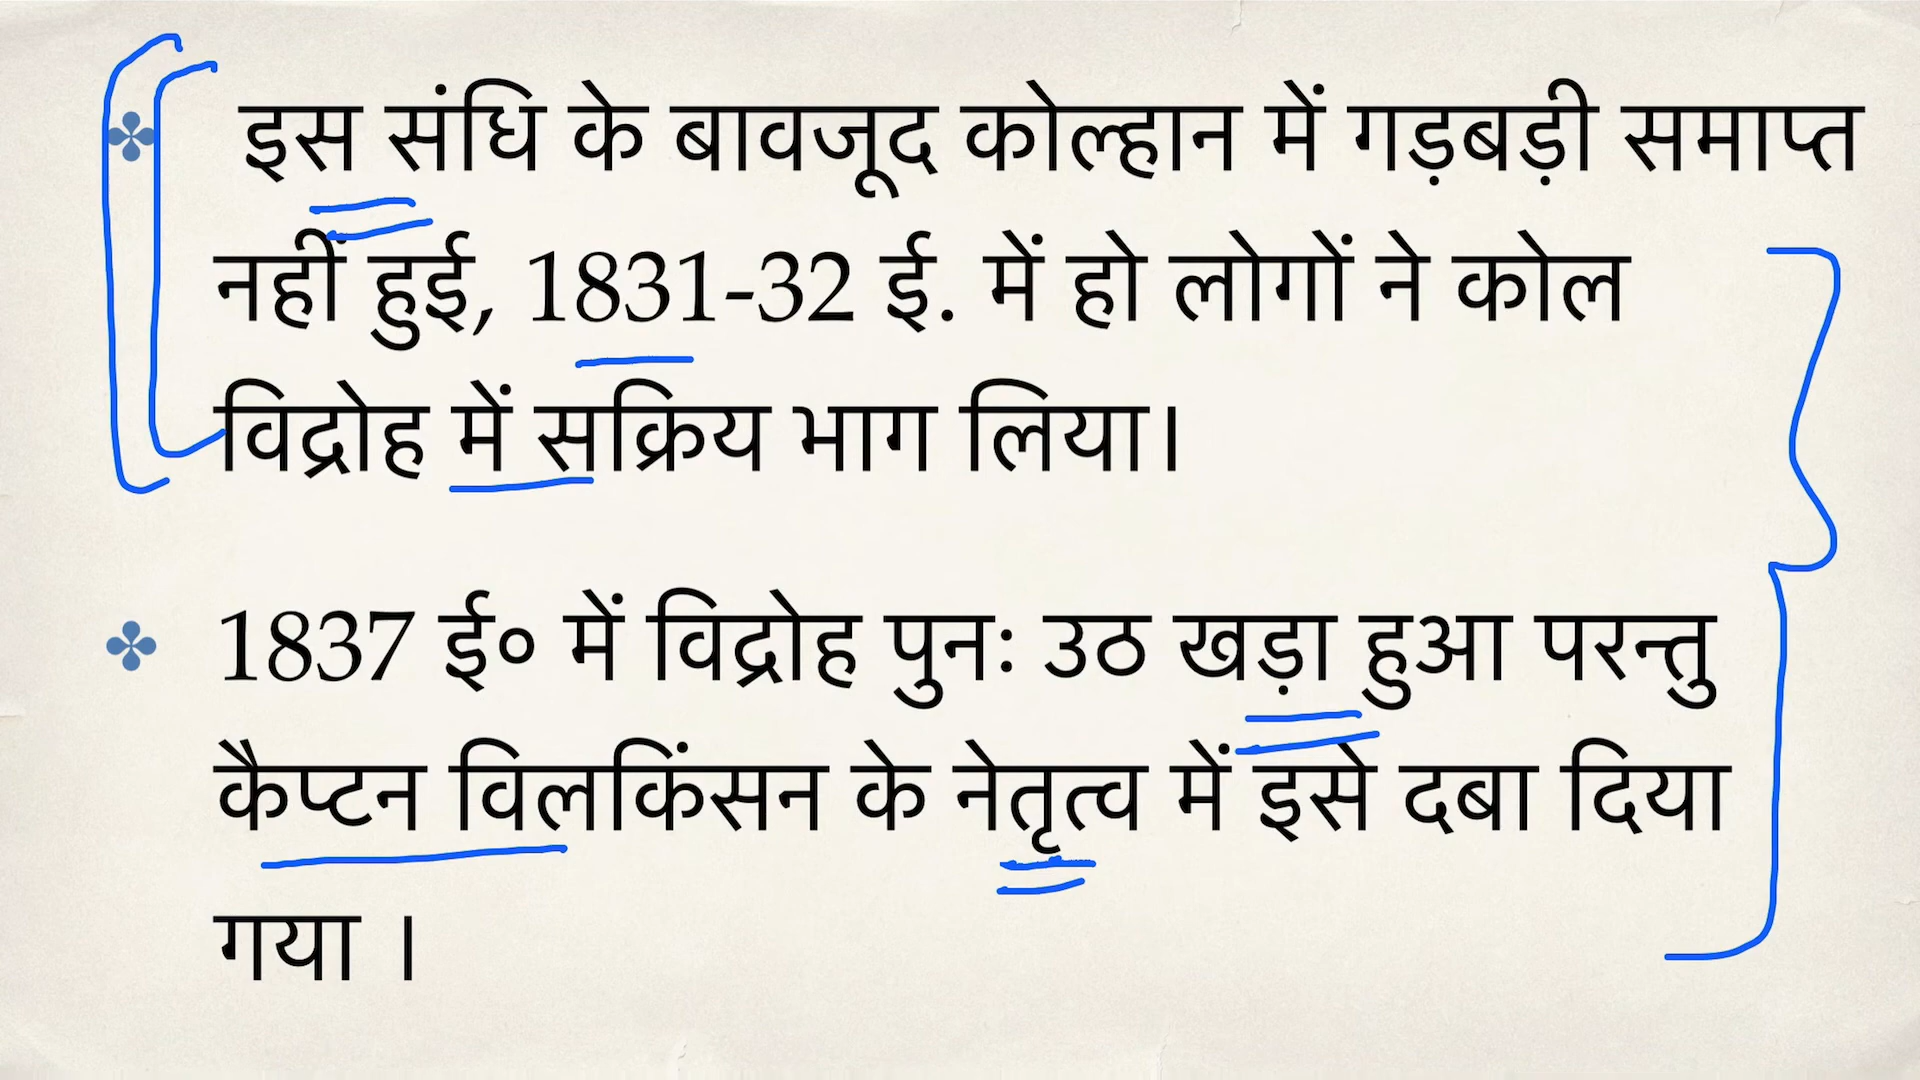 इस संधि के बावजूद कोल्हान में गड़बड़ी समाप्त
नहीं हुई, 1831-32 ई. में हो लोगों ने कोल
विद्रोह में सक्रिय भाग लिया।
1837 ई० में विद्रोह पुनः उठ खड़ा हुआ परन्तु
कैप्टन विलकिंसन के नेतृत्व में इसे दबा दिया
गया ।